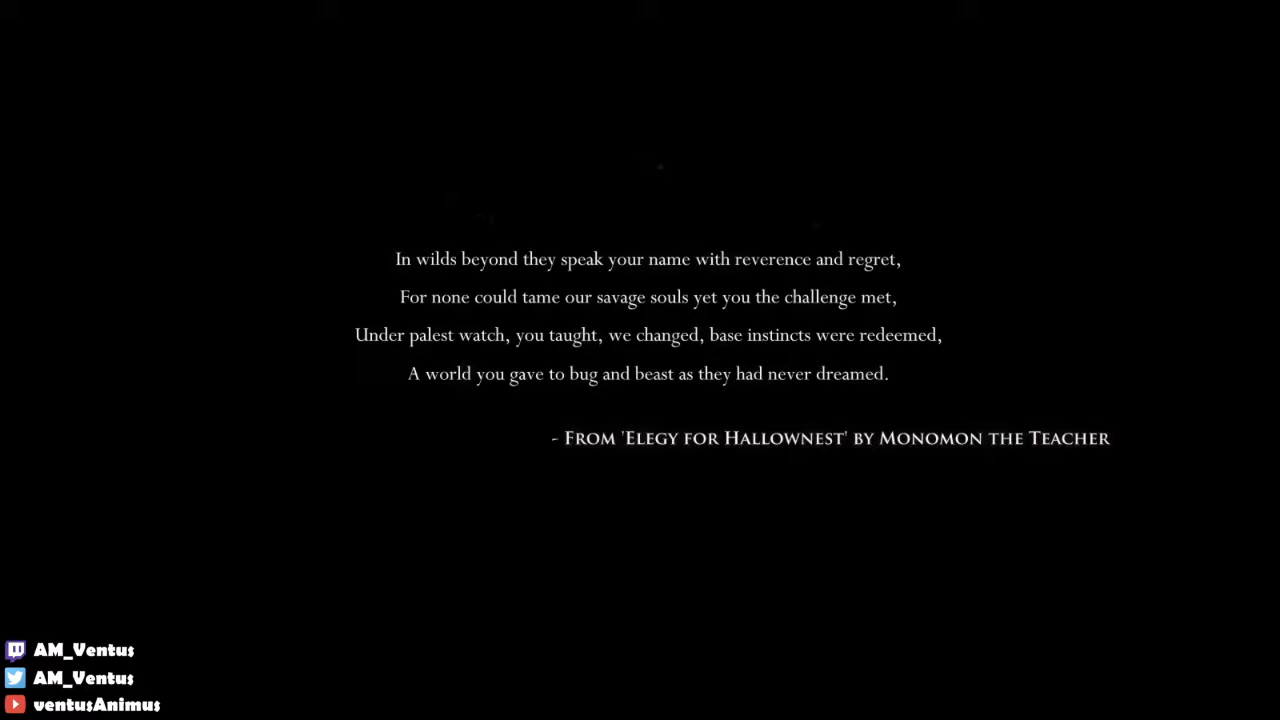 In wilds beyond they speak your name with reverence and regret,
For none could tame our savage souls yet you the challenge met,
Under palest watch, you taught, we changed, base instincts were redeemed,
A world you gave to bug and beast as they had never dreamed.
- From 'Elegy for Hallownest' by Monomon the Teacher
AM_Ventus
AM_Ventus
ventusAnimus